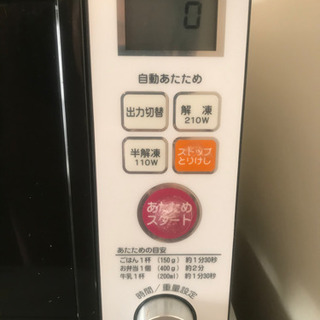 0
自動あたため
出力切替
解凍
210W
半解凍
110W
ストップ
とりけし
あたため
スタート
あたための目安
ごはん1杯 (150g) 約1分30秒
お弁当1個 (400g) 約2分
牛乳1杯 (200ml) 約1分30秒
時間/重量設定